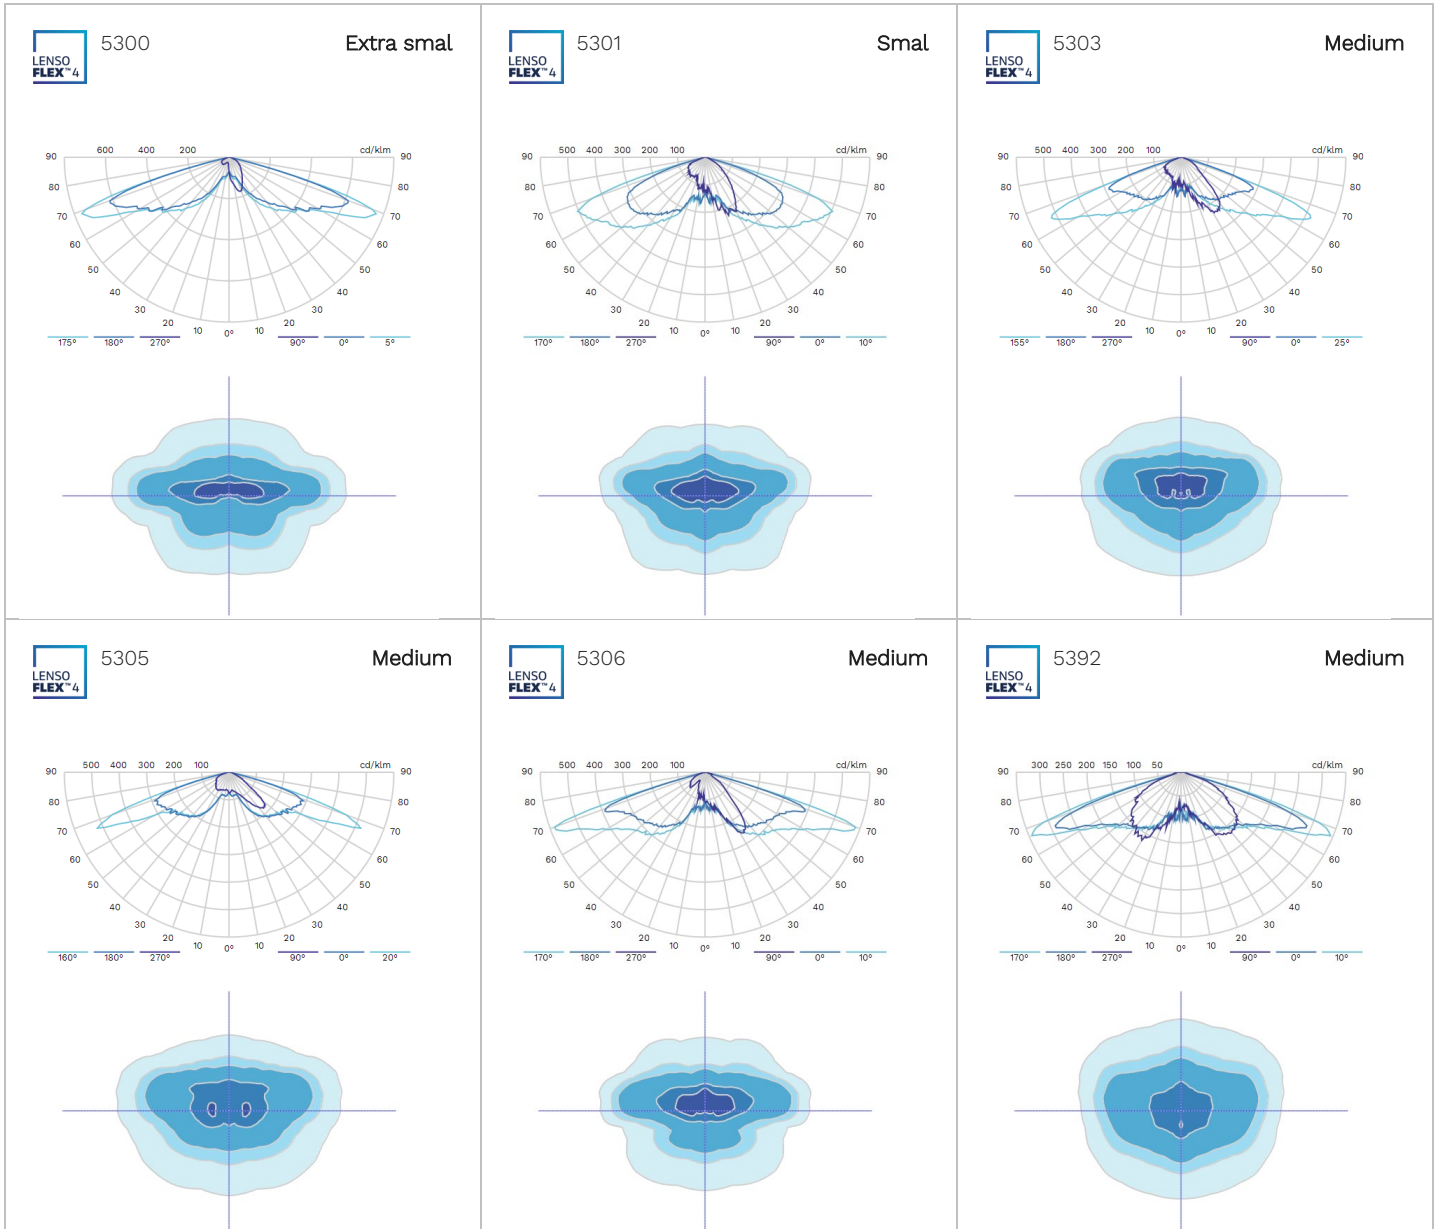 5300 Extra smal
LENSO
FLEX™4
600 400 200 cd/klm
90 90
80 80
70 70
60 60
50 50
40 40
30 30
20 10 0° 10 20
175° 180° 270° 90° 0° 5°
5301 Smal
LENSO
FLEX™4
500 400 300 200 100 cd/klm
90 90
80 80
70 70
60 60
50 50
40 40
30 30
20 10 0° 10 20
170° 180° 270° 90° 0° 10°
5303 Medium
LENSO
FLEX™4
500 400 300 200 100 cd/klm
90 90
80 80
70 70
60 60
50 50
40 40
30 30
20 10 0° 10 20
155° 180° 270° 90° 0° 25°
5305 Medium
LENSO
FLEX™4
500 400 300 200 100 cd/klm
90 90
80 80
70 70
60 60
50 50
40 40
30 30
20 10 0° 10 20
160° 180° 270° 90° 0° 20°
5306 Medium
LENSO
FLEX™4
500 400 300 200 100 cd/klm
90 90
80 80
70 70
60 60
50 50
40 40
30 30
20 10 0° 10 20
170° 180° 270° 90° 0° 10°
5392 Medium
LENSO
FLEX™4
300 250 200 150 100 50 cd/klm
90 90
80 80
70 70
60 60
50 50
40 40
30 30
20 10 0° 10 20
170° 180° 270° 90° 0° 10°